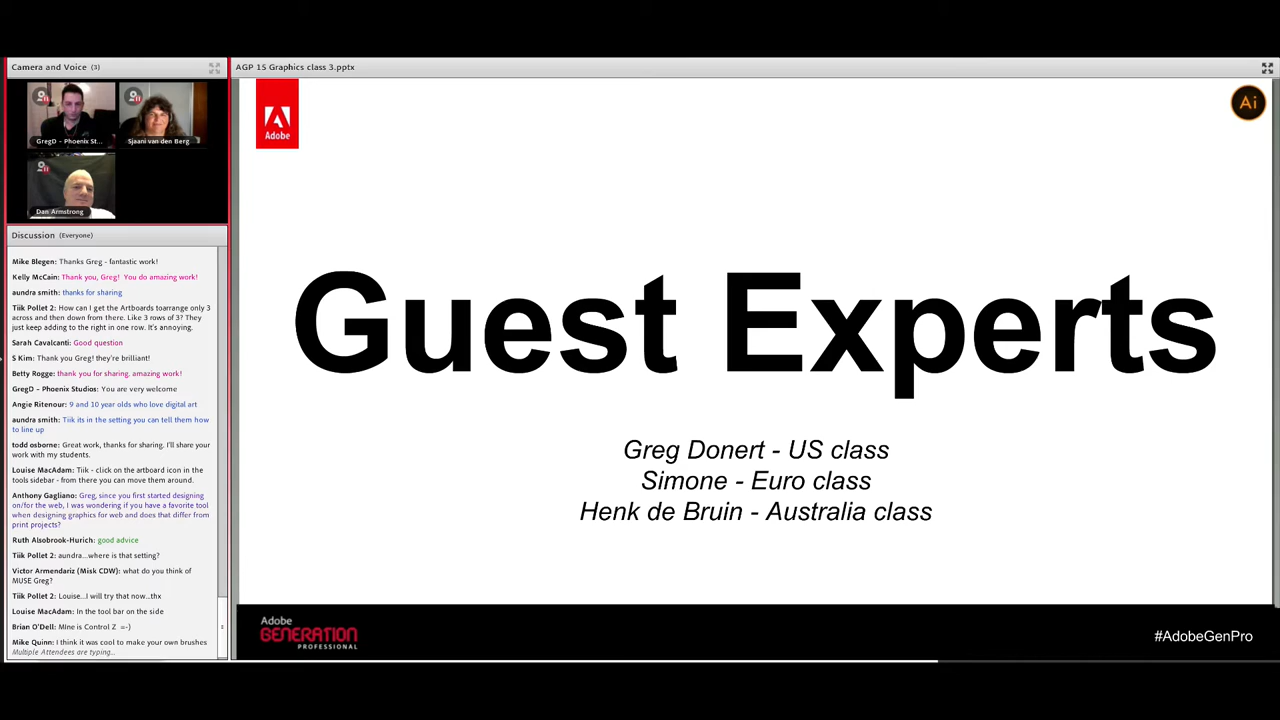 Camera and Voice (3)
GregD - Phoenix St...
Sjaani van den Berg
Dan Armstrong
Discussion (Everyone)
Mike Blegen: Thanks Greg - fantastic work!
Kelly McCain: Thank you, Greg!  You do amazing work!
aundra smith: thanks for sharing
Tiik Pollet 2: How can I get the Artboards toarrange only 3
across and then down from there. Like 3 rows of 3? They
just keep adding to the right in one row. It's annoying.
Sarah Cavalcanti: Good question
S Kim: Thank you Greg! they're brilliant!
Betty Rogge: thank you for sharing, amazing work!
GregD - Phoenix Studios: You are very welcome
Angie Ritenour: 9 and 10 year olds who love digital art
aundra smith: Tiik its in the setting you can tell them how
to line up
todd osborne: Great work, thanks for sharing. I'll share your
work with my students.
Louise MacAdam: Tiik - click on the artboard icon in the
tools sidebar - from there you can move them around.
Anthony Gagliano: Greg, since you first started designing
on/for the web, I was wondering if you have a favorite tool
when designing graphics for web and does that differ from
print projects?
Ruth Alsobrook-Hurich: good advice
Tiik Pollet 2: aundra...where is that setting?
Victor Armendariz (Misk CDW): what do you think of
MUSE Greg?
Tiik Pollet 2: Louise...I will try that now...thx
Louise MacAdam: In the tool bar on the side
Brian O'Dell: MIne is Control Z  =-)
Mike Quinn: I think it was cool to make your own brushes
Multiple Attendees are typing...
AGP 15 Graphics class 3.pptx
Adobe
Ai
Guest Experts
Greg Donert - US class
Simone - Euro class
Henk de Bruin - Australia class
Adobe
GENERATION
PROFESSIONAL
#AdobeGenPro